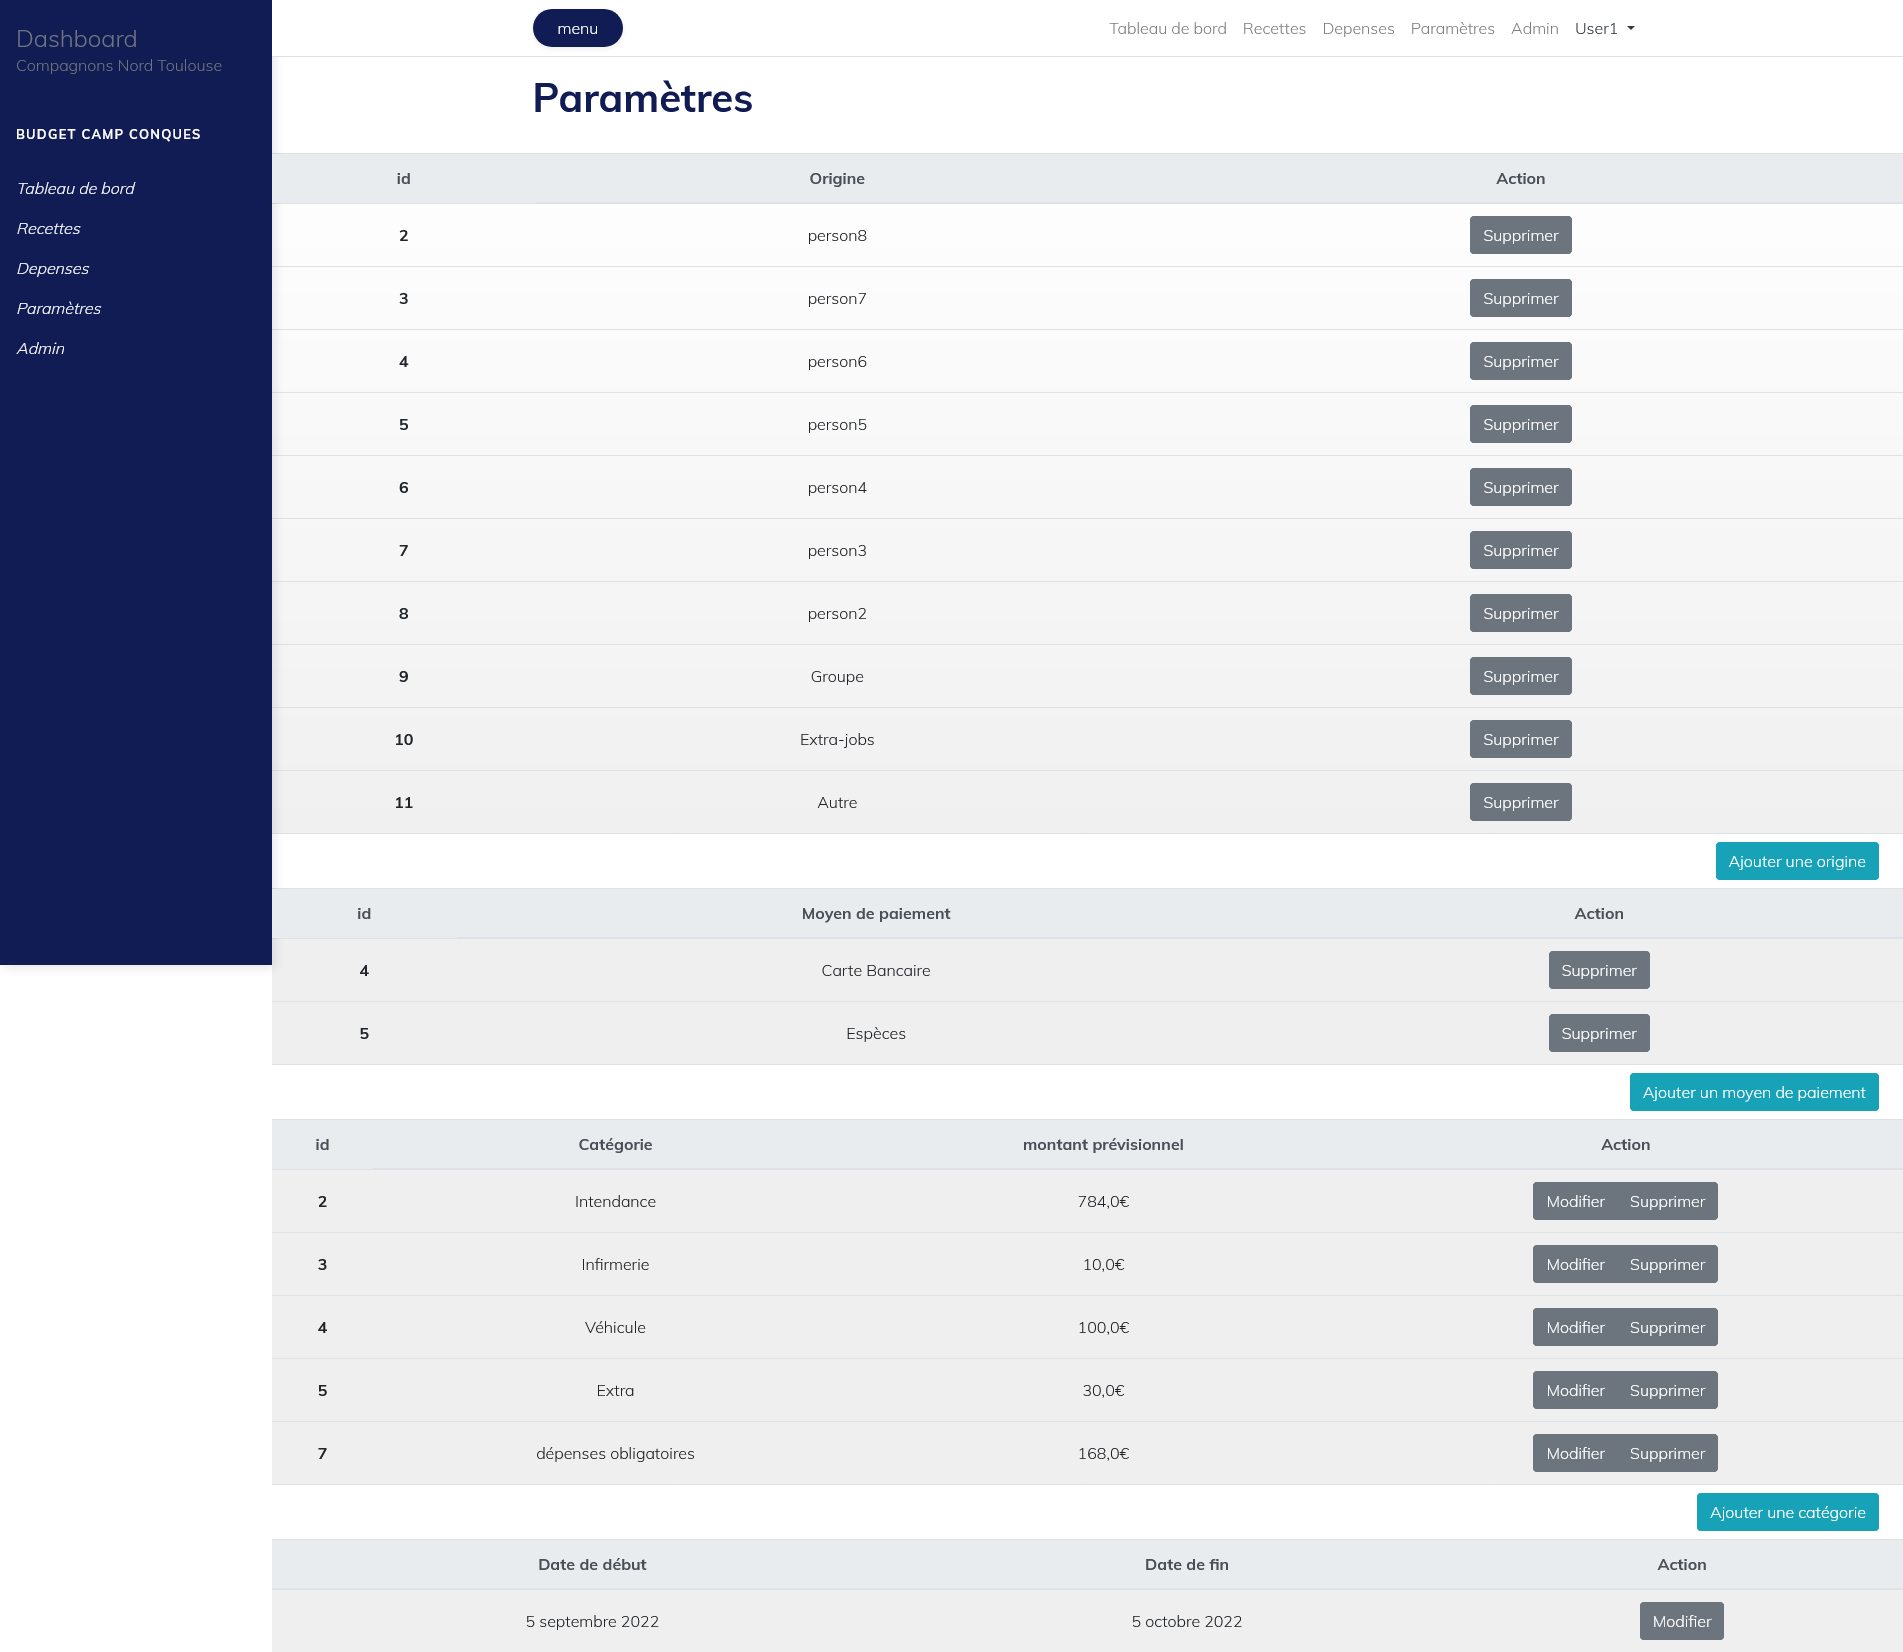 Dashboard
Compagnons Nord Toulouse
BUDGET CAMP CONQUES
Tableau de bord
Recettes
Depenses
Paramètres
Admin
menu
Tableau de bord Recettes Depenses Paramètres Admin User1
Paramètres
id Origine Action
2 person8 Supprimer
3 person7 Supprimer
4 person6 Supprimer
5 person5 Supprimer
6 person4 Supprimer
7 person3 Supprimer
8 person2 Supprimer
9 Groupe Supprimer
10 Extra-jobs Supprimer
11 Autre Supprimer
Ajouter une origine
id Moyen de paiement Action
4 Carte Bancaire Supprimer
5 Espèces Supprimer
Ajouter un moyen de paiement
id Catégorie montant prévisionnel Action
2 Intendance 784,0€ Modifier Supprimer
3 Infirmerie 10,0€ Modifier Supprimer
4 Véhicule 100,0€ Modifier Supprimer
5 Extra 30,0€ Modifier Supprimer
7 dépenses obligatoires 168,0€ Modifier Supprimer
Ajouter une catégorie
Date de début Date de fin Action
5 septembre 2022 5 octobre 2022 Modifier